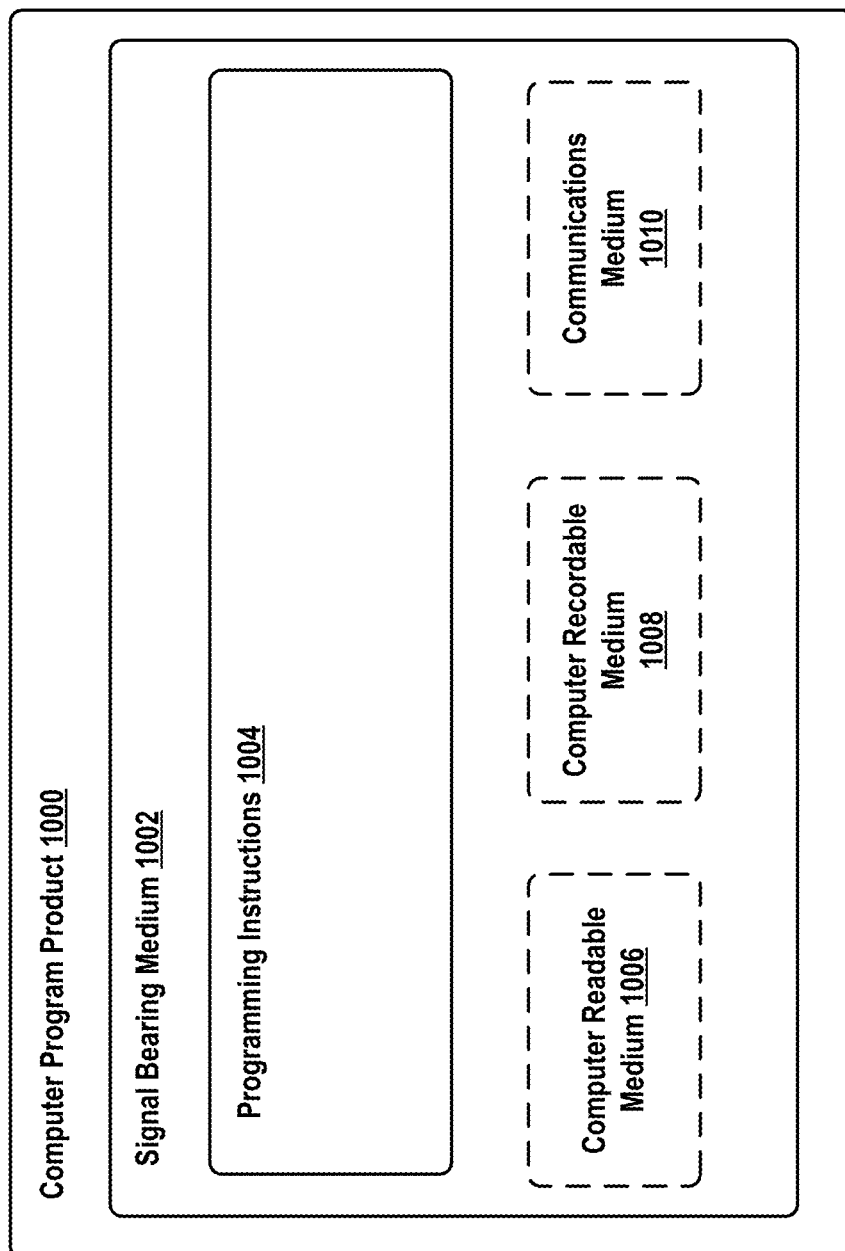 Computer Program Product 1000
Signal Bearing Medium 1002
Programming Instructions 1004
Computer Readable
Medium 1006
Computer Recordable
Medium
1008
Communications
Medium
1010